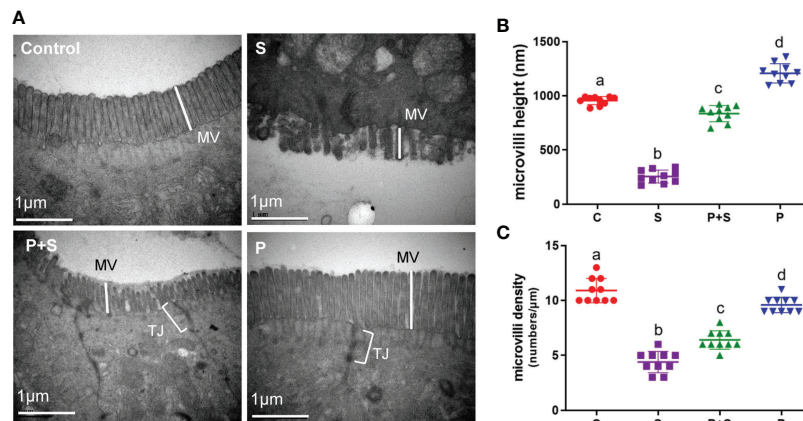 A
Control
MV
1μm
S
MV
1μm
P+S
MV
TJ
1μm
P
MV
TJ
1μm
B
microvilli height (nm)
1500
1000
500
0
a
b
c
d
C
S
P+S
P
C
microvilli density
(numbers/μm)
15
10
5
0
a
b
c
d
P+S
P